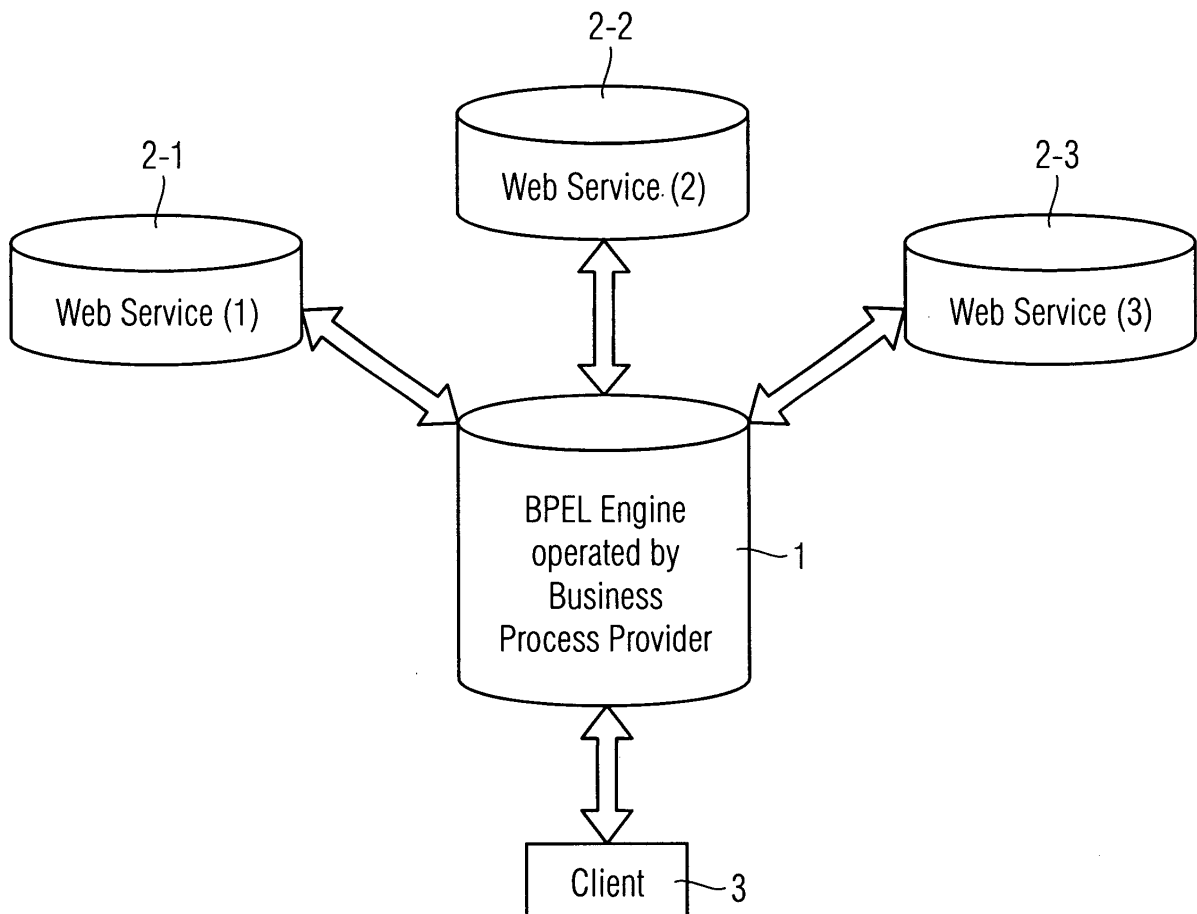 2-2
2-1
2-3
Web Service (2)
Web Service (1)
Web Service (3)
BPEL Engine
operated by
Business
Process Provider
1
Client
3